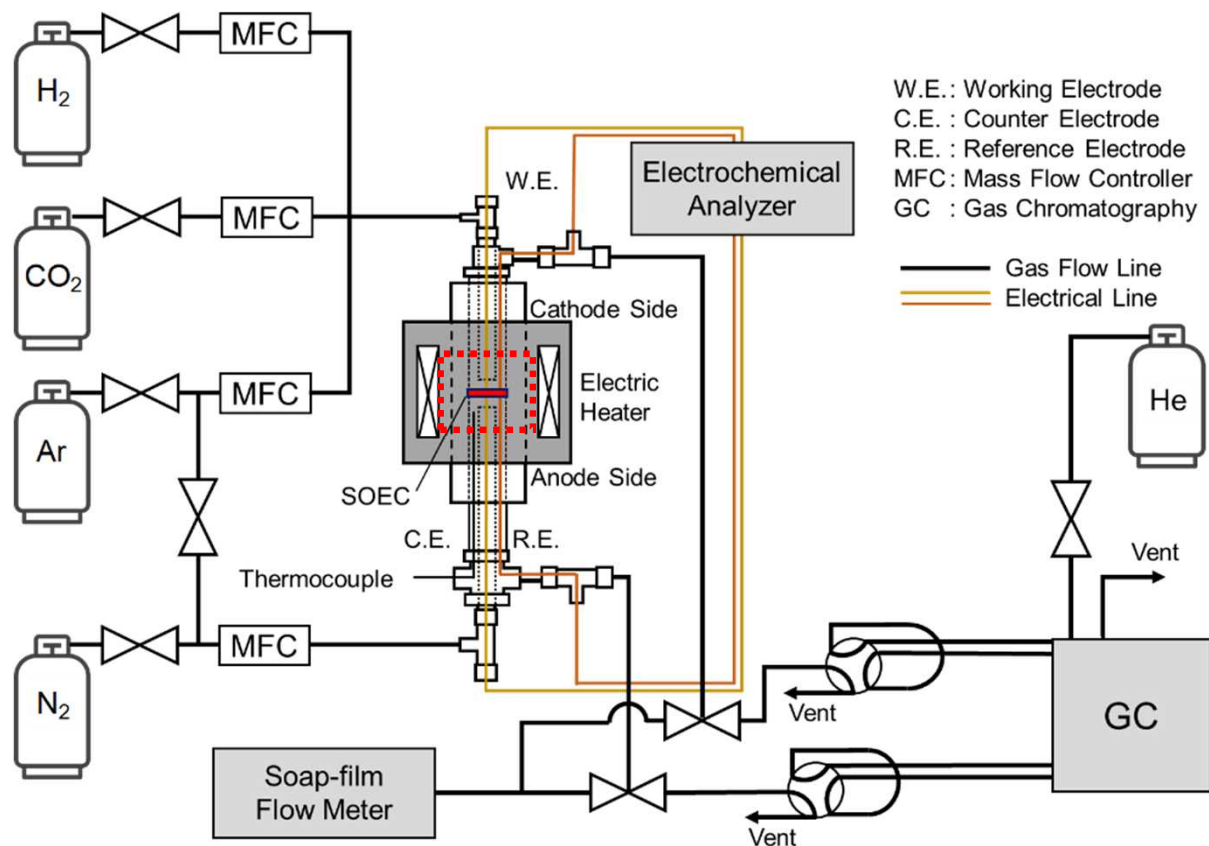 H2
MFC
CO2
MFC
Ar
MFC
N2
MFC
W.E.
Electrochemical
Analyzer
W.E. : Working Electrode
C.E. : Counter Electrode
R.E. : Reference Electrode
MFC : Mass Flow Controller
GC : Gas Chromatography
Gas Flow Line
Electrical Line
Cathode Side
Electric
Heater
Anode Side
SOEC
C.E.
R.E.
Thermocouple
He
Vent
GC
Vent
Vent
Soap-film
Flow Meter